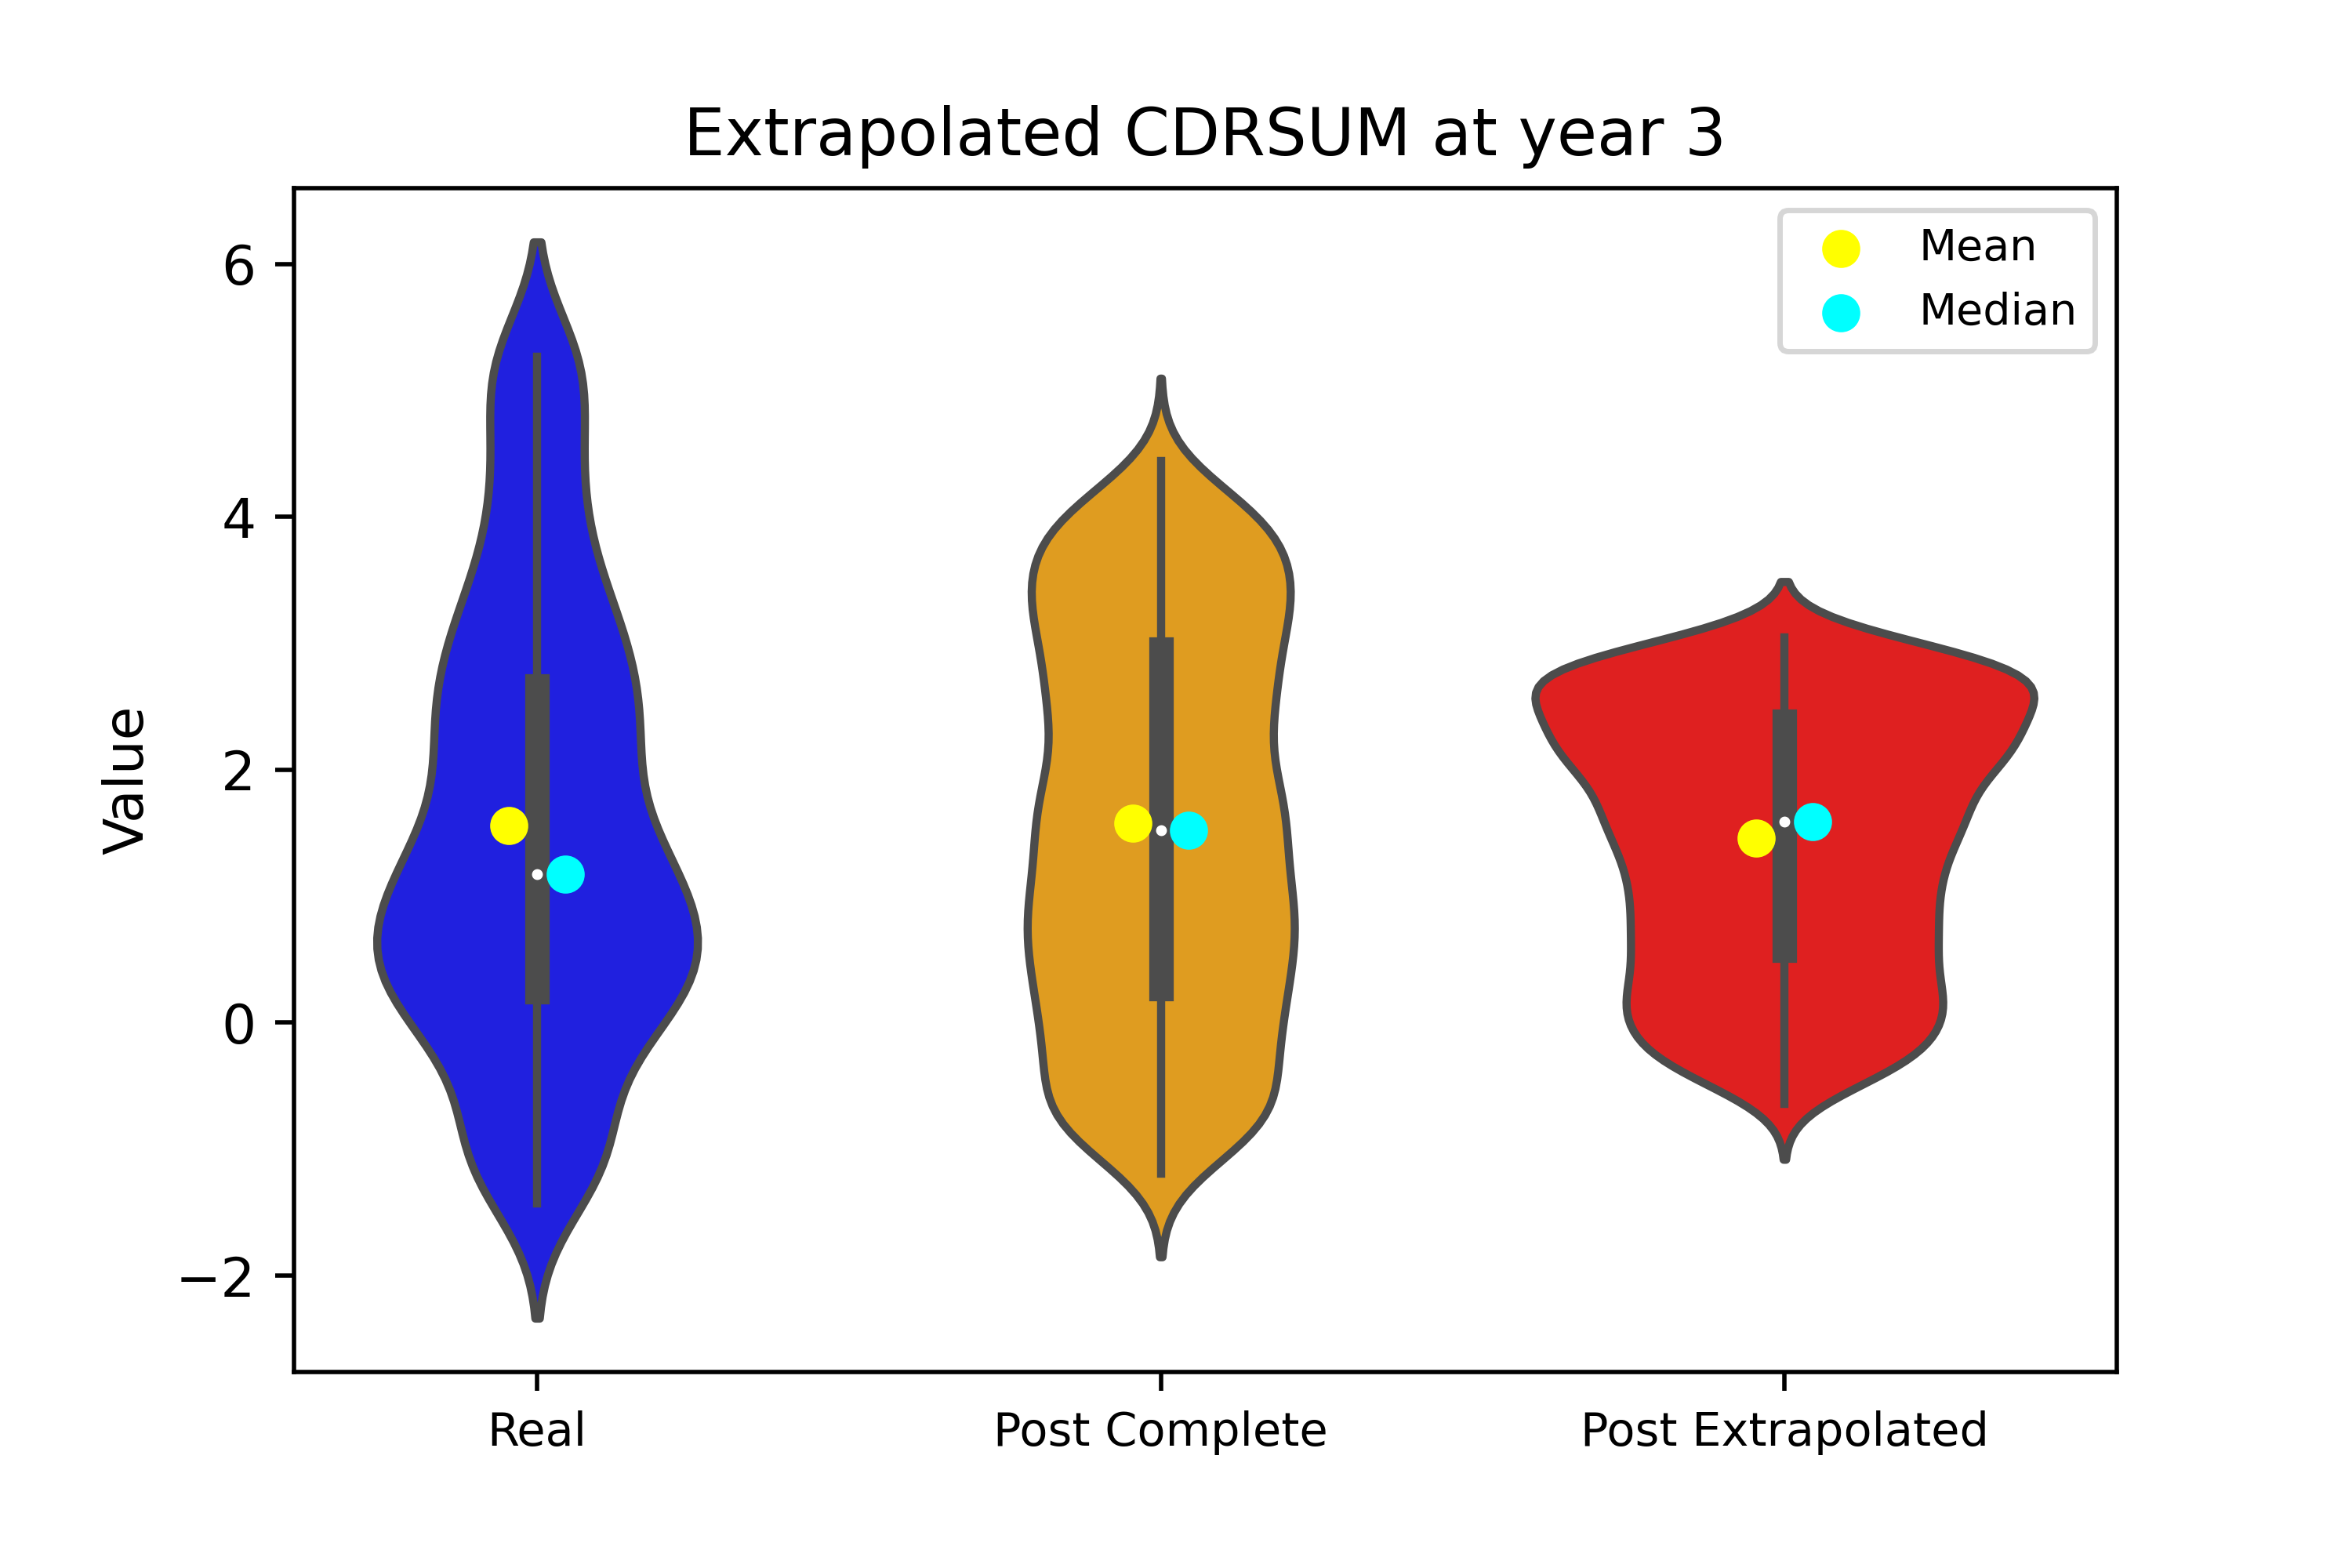 Extrapolated CDRSUM at year 3
Mean
Median
6
4
2
0
−2
Value
Real
Post Complete
Post Extrapolated